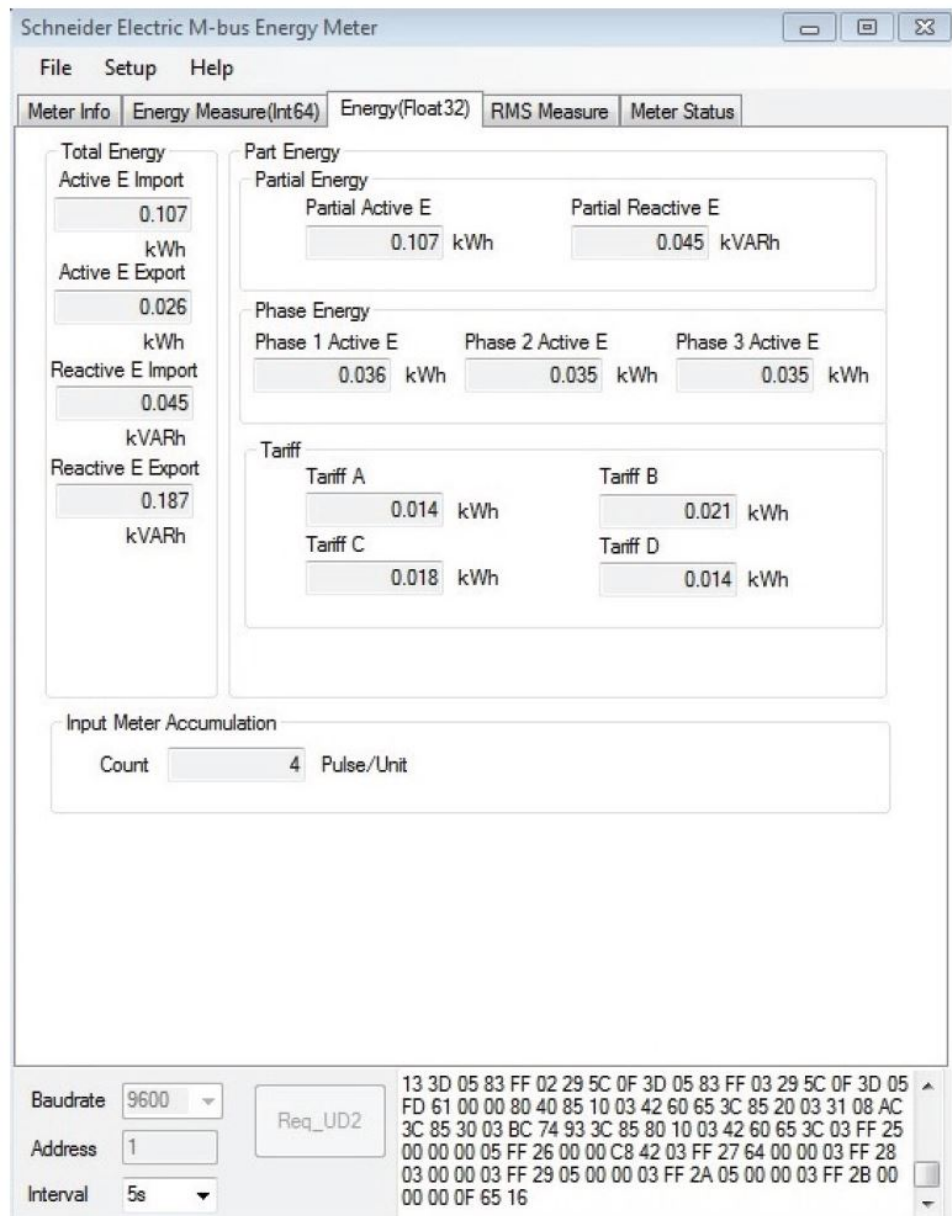 Schneider Electric M-bus Energy Meter
File Setup Help
Meter Info Energy Measure(Int64) Energy(Float32) RMS Measure Meter Status
Total Energy
Active E Import
0.107
kWh
Active E Export
0.026
kWh
Reactive E Import
0.045
kVARh
Reactive E Export
0.187
kVARh
Part Energy
Partial Energy
Partial Active E Partial Reactive E
0.107 kWh 0.045 kVARh
Phase Energy
Phase 1 Active E Phase 2 Active E Phase 3 Active E
0.036 kWh 0.035 kWh 0.035 kWh
Tariff
Tariff A Tariff B
0.014 kWh 0.021 kWh
Tariff C Tariff D
0.018 kWh 0.014 kWh
Input Meter Accumulation
Count 4 Pulse/Unit
Baudrate 9600
Address 1
Interval 5s
Req_UD2
13 3D 05 83 FF 02 29 5C 0F 3D 05 83 FF 03 29 5C 0F 3D 05
FD 61 00 00 80 40 85 10 03 42 60 65 3C 85 20 03 31 08 AC
3C 85 30 03 BC 74 93 3C 85 80 10 03 42 60 65 3C 03 FF 25
00 00 00 05 FF 26 00 00 C8 42 03 FF 27 64 00 00 03 FF 28
03 00 00 03 FF 29 05 00 00 03 FF 2A 05 00 00 03 FF 2B 00
00 00 0F 65 16